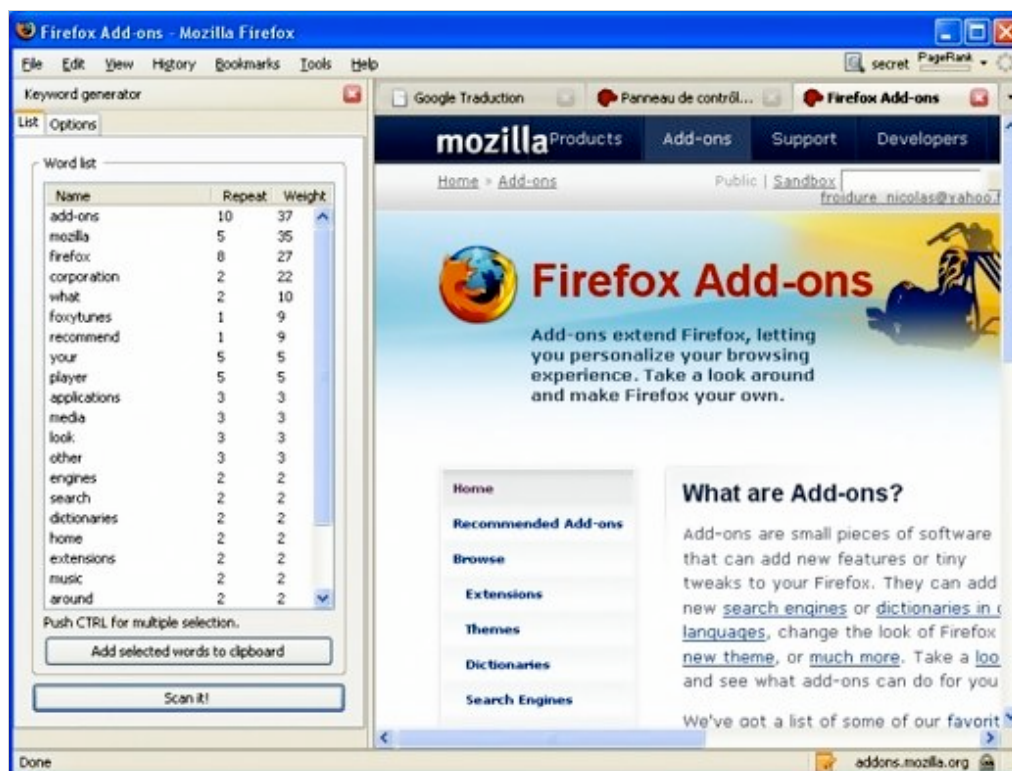 Firefox Add-ons - Mozilla Firefox
File Edit View History Bookmarks Tools Help
secret PageRank
Keyword generator
List Options
Word list
Name Repeat Weight
add-ons 10 37
mozilla 5 35
firefox 8 27
corporation 2 22
what 2 10
foxytunes 1 9
recommend 1 9
your 5 5
player 5 5
applications 3 3
media 3 3
look 3 3
other 3 3
engines 2 2
search 2 2
dictionaries 2 2
home 2 2
extensions 2 2
music 2 2
around 2 2
Push CTRL for multiple selection.
Add selected words to clipboard
Scan it!
Google Traduction Panneau de contrôl... Firefox Add-ons
mozilla Products Add-ons Support Developers
Home » Add-ons Public | Sandbox
froidure_nicolas@yahoo.f
Firefox Add-ons
Add-ons extend Firefox, letting
you personalize your browsing
experience. Take a look around
and make Firefox your own.
Home
Recommended Add-ons
Browse
Extensions
Themes
Dictionaries
Search Engines
What are Add-ons?
Add-ons are small pieces of software
that can add new features or tiny
tweaks to your Firefox. They can add
new search engines or dictionaries in
languages, change the look of Firefox
new theme, or much more. Take a loo
and see what add-ons can do for you
We've got a list of some of our favorit
Done addons.mozilla.org